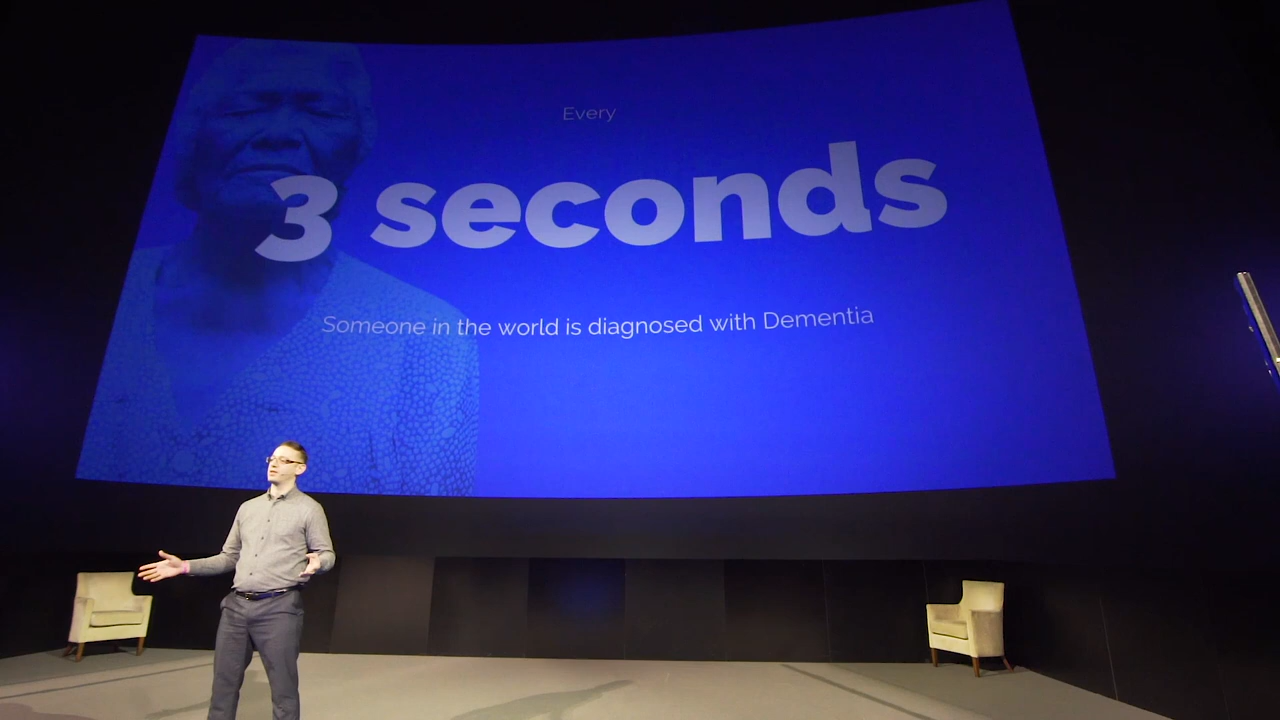 Every
3 seconds
Someone in the world is diagnosed with Dementia